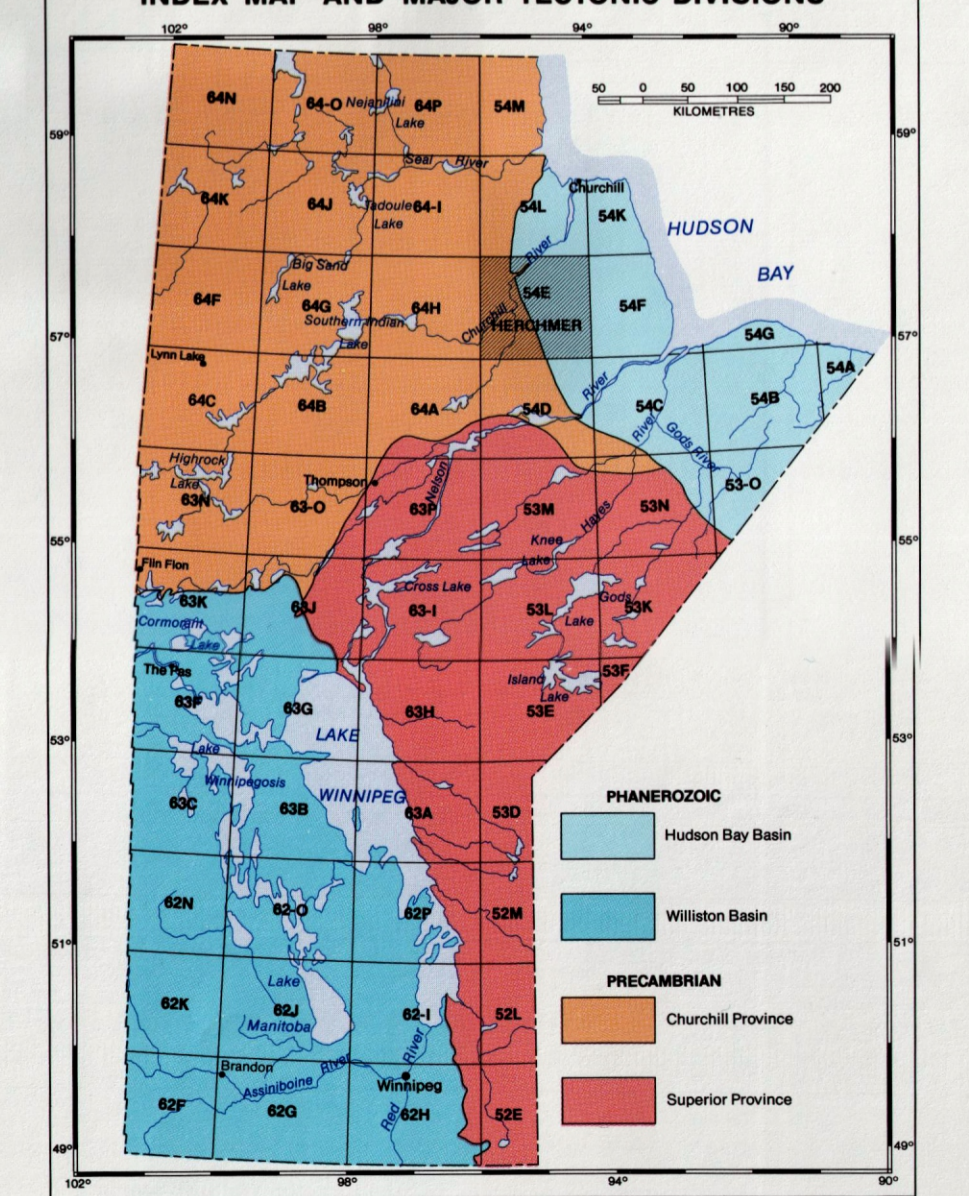 INDEX MAP AND MAJOR TECTONIC DIVISIONS
102° 98° 94° 90°
50 0 50 100 150 200
KILOMETRES
64N 64-O Nejanilini 64P 54M
Lake
59° 59°
Seal River
Churchill
64K 64J Tadoule 64-I 54L 54K
Lake
HUDSON
River
Big Sand
BAY
Lake
54E
64F 64G 64H 54F
Southern Indian Churchill HERCHMER
57° Lake 54G 57°
Lynn Lake
54A
River
64C 64B 64A 54D 54C 54B
River Gods River
Highrock
Thompson
Lake Nelson 53-O
63N 63-O 63P 53M Hayes 53N
55° Knee 55°
Flin Flon Lake
Cross Lake
63K 63J 63-I 53L Gods 53K
Cormorant Lake
Lake
The Pas Island 53F
63F 63G 63H 53E Lake
53° LAKE 53°
Lake
Winnipegosis WINNIPEG
63C 63B 63A 53D
PHANEROZOIC
Hudson Bay Basin
62N 62-O 62P 52M
Williston Basin
51° 51°
Lake
PRECAMBRIAN
62K 62J 62-I 52L
Manitoba
Churchill Province
River
Brandon River
Assiniboine Winnipeg
62F 62G Red 62H 52E
Superior Province
49° 49°
102° 98° 94° 90°